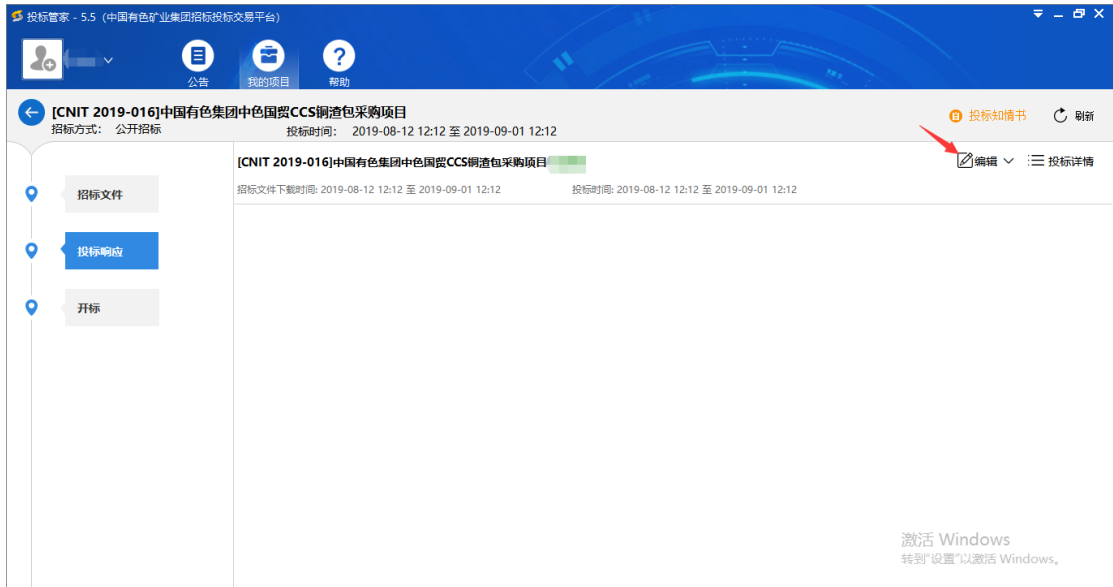 投标管家 - 5.5（中国有色矿业集团招标投标交易平台）
公告
我的项目
帮助
[CNIT 2019-016]中国有色集团中色国贸CCS铜渣包采购项目
招标方式： 公开招标
投标时间： 2019-08-12 12:12 至 2019-09-01 12:12
投标知情书
刷新
[CNIT 2019-016]中国有色集团中色国贸CCS铜渣包采购项目
编辑
投标详情
招标文件下载时间: 2019-08-12 12:12 至 2019-09-01 12:12
投标时间: 2019-08-12 12:12 至 2019-09-01 12:12
招标文件
投标响应
开标
激活 Windows
转到"设置"以激活 Windows。